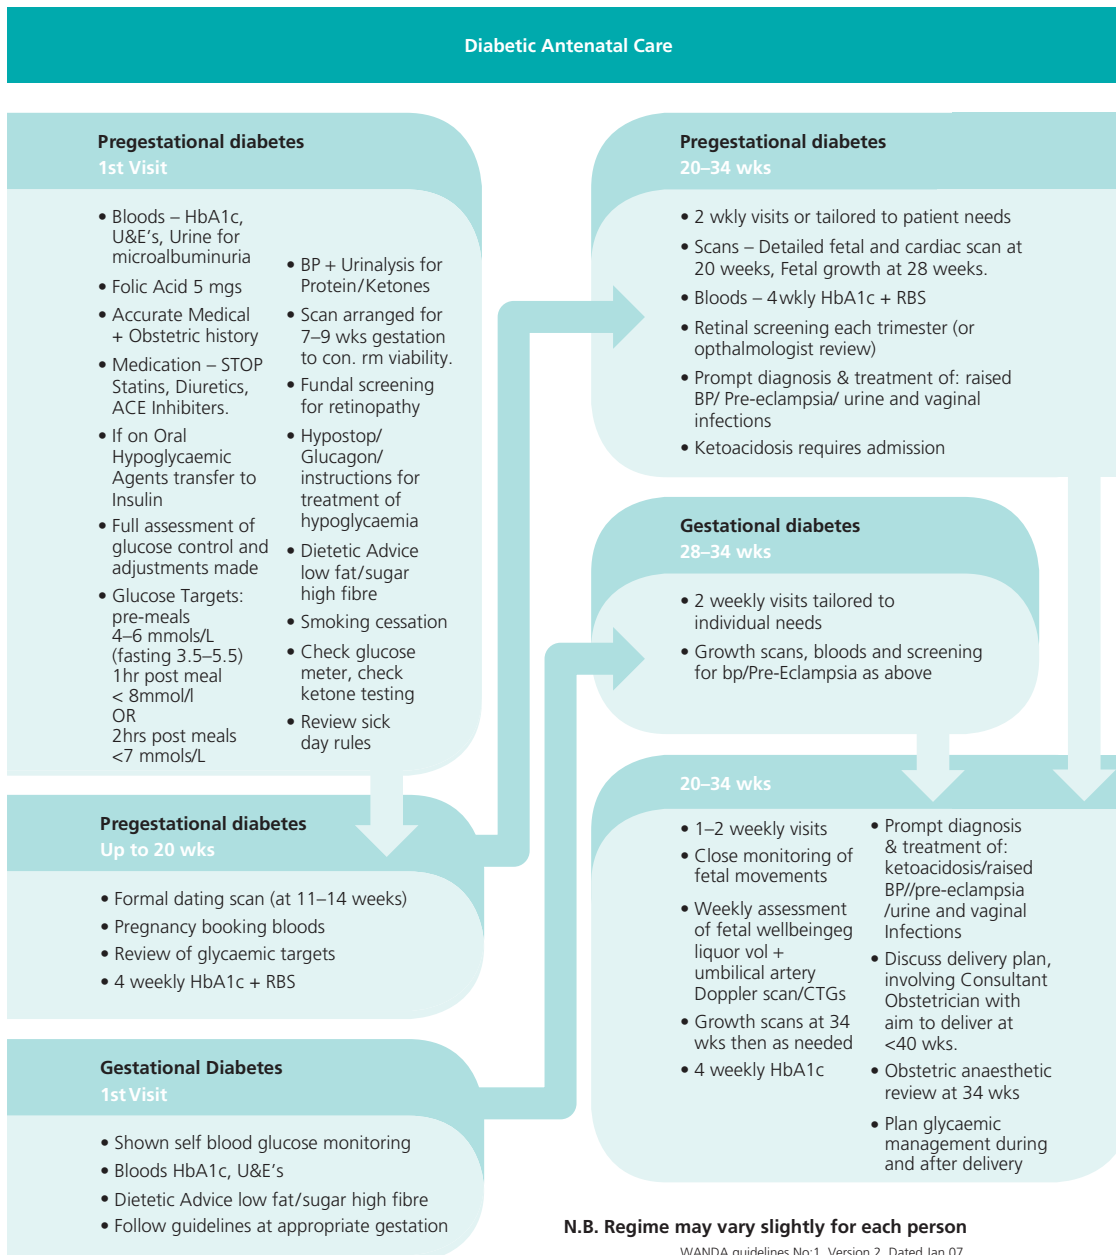 Diabetic Antenatal Care
Pregestational diabetes
1st Visit
• Bloods – HbA1c,
U&E's, Urine for
microalbuminuria
• Folic Acid 5 mgs
• Accurate Medical
+ Obstetric history
• Medication – STOP
Statins, Diuretics,
ACE Inhibiters.
• If on Oral
Hypoglycaemic
Agents transfer to
Insulin
• Full assessment of
glucose control and
adjustments made
• Glucose Targets:
pre-meals
4–6 mmols/L
(fasting 3.5–5.5)
1hr post meal
< 8mmol/l
OR
2hrs post meals
<7 mmols/L
• BP + Urinalysis for
Protein/Ketones
• Scan arranged for
7–9 wks gestation
to con. rm viability.
• Fundal screening
for retinopathy
• Hypostop/
Glucagon/
instructions for
treatment of
hypoglycaemia
• Dietetic Advice
low fat/sugar
high fibre
• Smoking cessation
• Check glucose
meter, check
ketone testing
• Review sick
day rules
Pregestational diabetes
Up to 20 wks
• Formal dating scan (at 11–14 weeks)
• Pregnancy booking bloods
• Review of glycaemic targets
• 4 weekly HbA1c + RBS
Gestational Diabetes
1st Visit
• Shown self blood glucose monitoring
• Bloods HbA1c, U&E's
• Dietetic Advice low fat/sugar high fibre
• Follow guidelines at appropriate gestation
Pregestational diabetes
20–34 wks
• 2 wkly visits or tailored to patient needs
• Scans – Detailed fetal and cardiac scan at
20 weeks, Fetal growth at 28 weeks.
• Bloods – 4wkly HbA1c + RBS
• Retinal screening each trimester (or
opthalmologist review)
• Prompt diagnosis & treatment of: raised
BP/ Pre-eclampsia/ urine and vaginal
infections
• Ketoacidosis requires admission
Gestational diabetes
28–34 wks
• 2 weekly visits tailored to
individual needs
• Growth scans, bloods and screening
for bp/Pre-Eclampsia as above
20–34 wks
• 1–2 weekly visits
• Close monitoring of
fetal movements
• Weekly assessment
of fetal wellbeingeg
liquor vol +
umbilical artery
Doppler scan/CTGs
• Growth scans at 34
wks then as needed
• 4 weekly HbA1c
• Prompt diagnosis
& treatment of:
ketoacidosis/raised
BP//pre-eclampsia
/urine and vaginal
Infections
• Discuss delivery plan,
involving Consultant
Obstetrician with
aim to deliver at
<40 wks.
• Obstetric anaesthetic
review at 34 wks
• Plan glycaemic
management during
and after delivery
N.B. Regime may vary slightly for each person
WANDA guidelines No:1, Version 2, Dated Jan 07